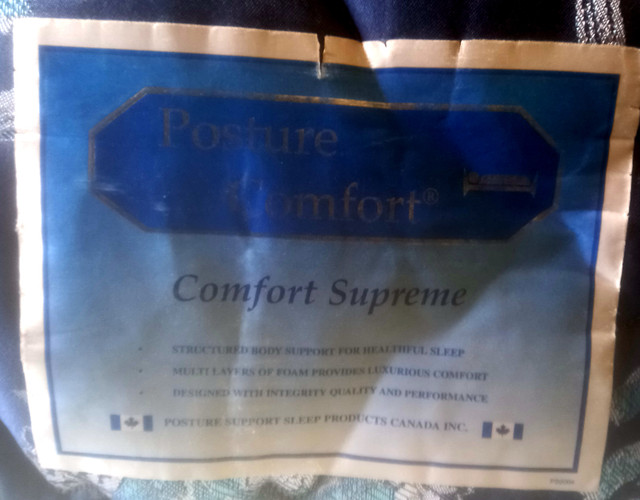 Posture
Comfort®
Comfort Supreme
• STRUCTURED BODY SUPPORT FOR HEALTHFUL SLEEP
• MULTI LAYERS OF FOAM PROVIDES LUXURIOUS COMFORT
• DESIGNED WITH INTEGRITY QUALITY AND PERFORMANCE
POSTURE SUPPORT SLEEP PRODUCTS CANADA INC.